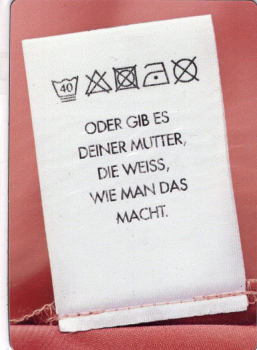 40
ODER GIB ES
DEINER MUTTER,
DIE WEISS,
WIE MAN DAS
MACHT.